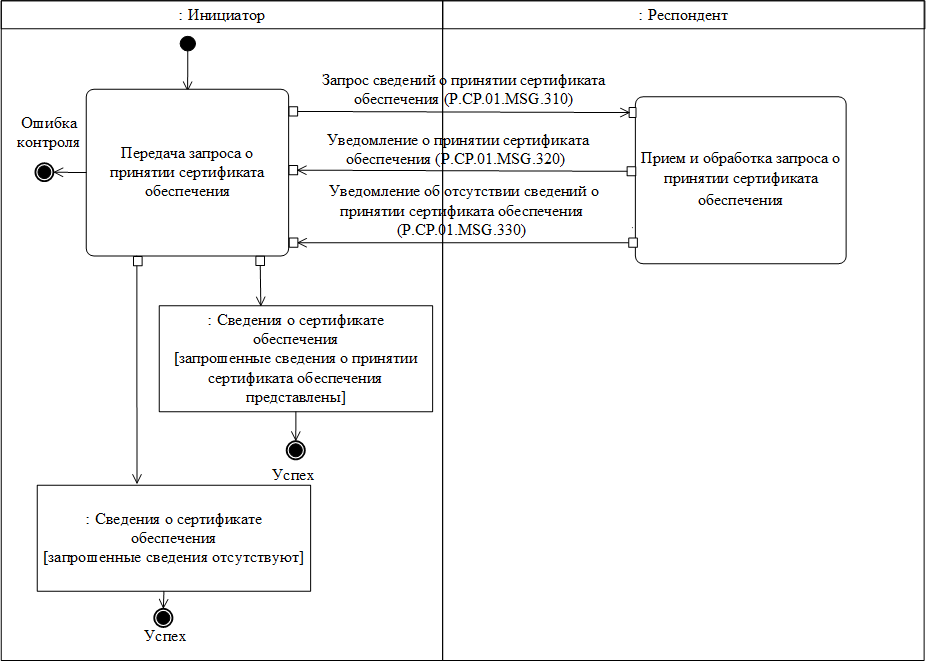 : Инициатор
: Респондент
Запрос сведений о принятии сертификата
обеспечения (P.CP.01.MSG.310)
Ошибка
контроля
Передача запроса о
принятии сертификата
обеспечения
Уведомление о принятии сертификата
обеспечения (P.CP.01.MSG.320)
Уведомление об отсутствии сведений о
принятии сертификата обеспечения
(P.CP.01.MSG.330)
Прием и обработка запроса о
принятии сертификата
обеспечения
: Сведения о сертификате
обеспечения
[запрошенные сведения о принятии
сертификата обеспечения
представлены]
Успех
: Сведения о сертификате
обеспечения
[запрошенные сведения отсутствуют]
Успех